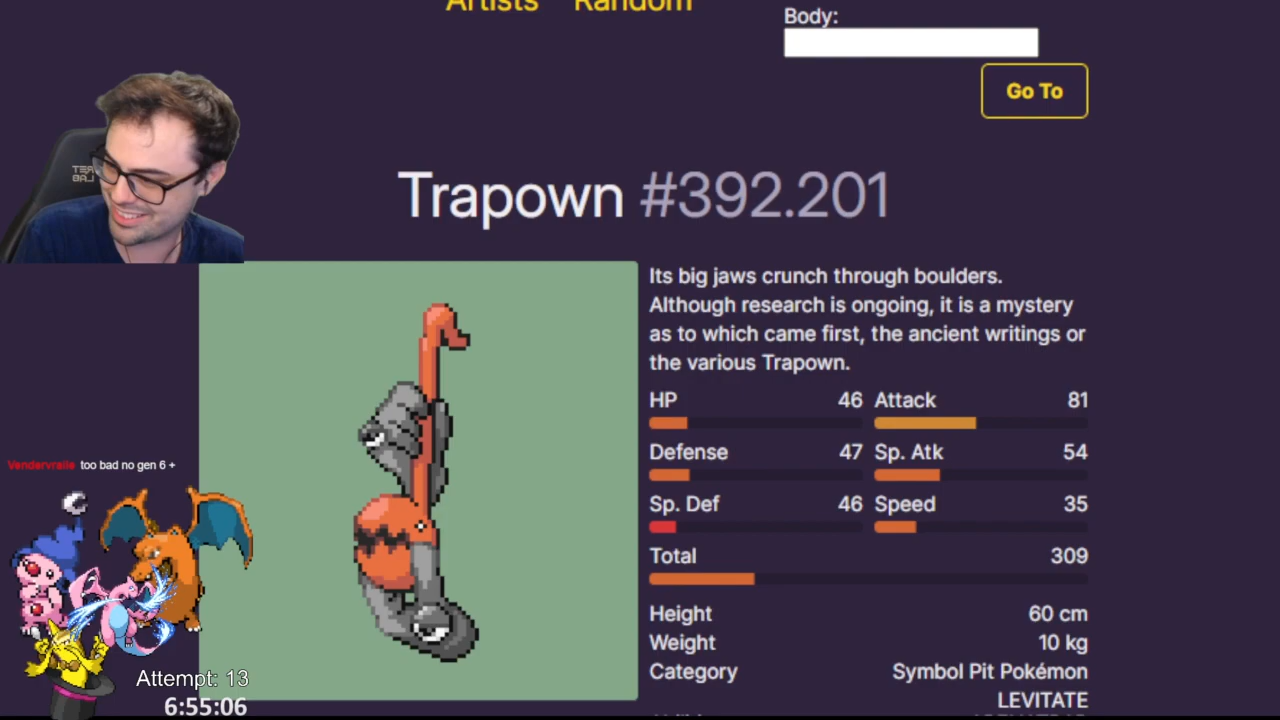 Artists Random
Body:
Go To
Trapown #392.201
Its big jaws crunch through boulders.
Although research is ongoing, it is a mystery
as to which came first, the ancient writings or
the various Trapown.
HP 46 Attack 81
Defense 47 Sp. Atk 54
Sp. Def 46 Speed 35
Total 309
Height 60 cm
Weight 10 kg
Category Symbol Pit Pokémon
LEVITATE
too bad no gen 6 +
Attempt: 13
6:55:06